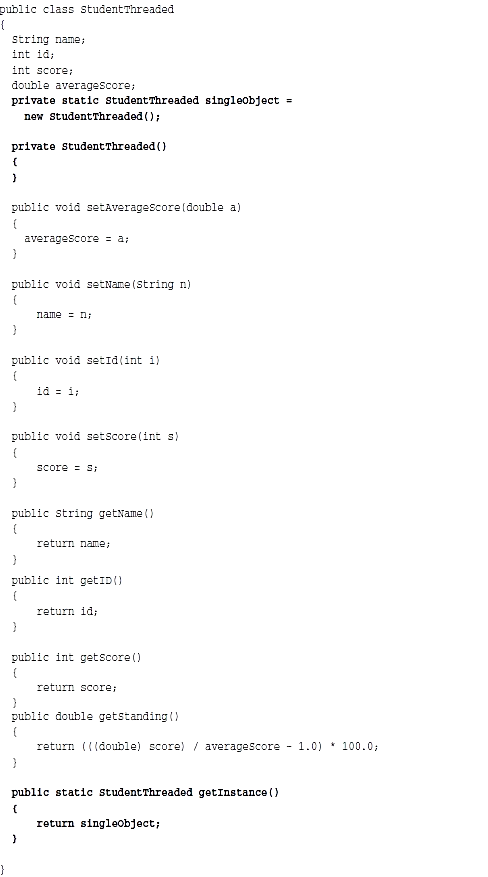 public class StudentThreaded
{
String name;
int id;
int score;
double averageScore;
private static StudentThreaded singleObject =
new StudentThreaded();
private StudentThreaded()
{
}
public void setAverageScore(double a)
{
averageScore = a;
}
public void setName(String n)
{
name = n;
}
public void setId(int i)
{
id = i;
}
public void setScore(int s)
{
score = s;
}
public String getName()
{
return name;
}
public int getID()
{
return id;
}
public int getScore()
{
return score;
}
public double getStanding()
{
return (((double) score) / averageScore - 1.0) * 100.0;
}
public static StudentThreaded getInstance()
{
return singleObject;
}
}